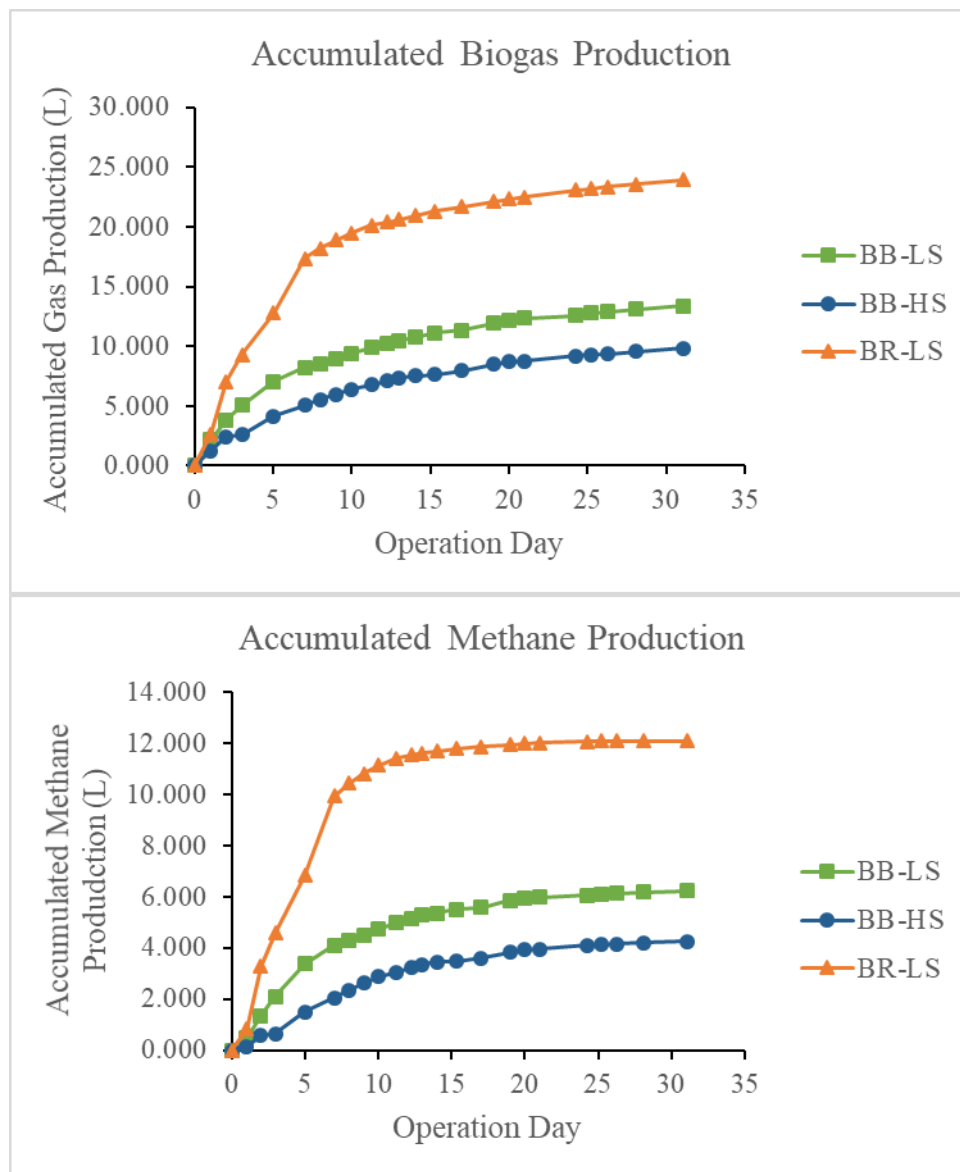 Accumulated Biogas Production
Accumulated Gas Production (L)
30.000
25.000
20.000
15.000
10.000
5.000
0.000
0 5 10 15 20 25 30 35
Operation Day
BB-LS
BB-HS
BR-LS
Accumulated Methane Production
Accumulated Methane
Produdction (L)
14.000
12.000
10.000
8.000
6.000
4.000
2.000
0.000
0 5 10 15 20 25 30 35
Operation Day
BB-LS
BB-HS
BR-LS